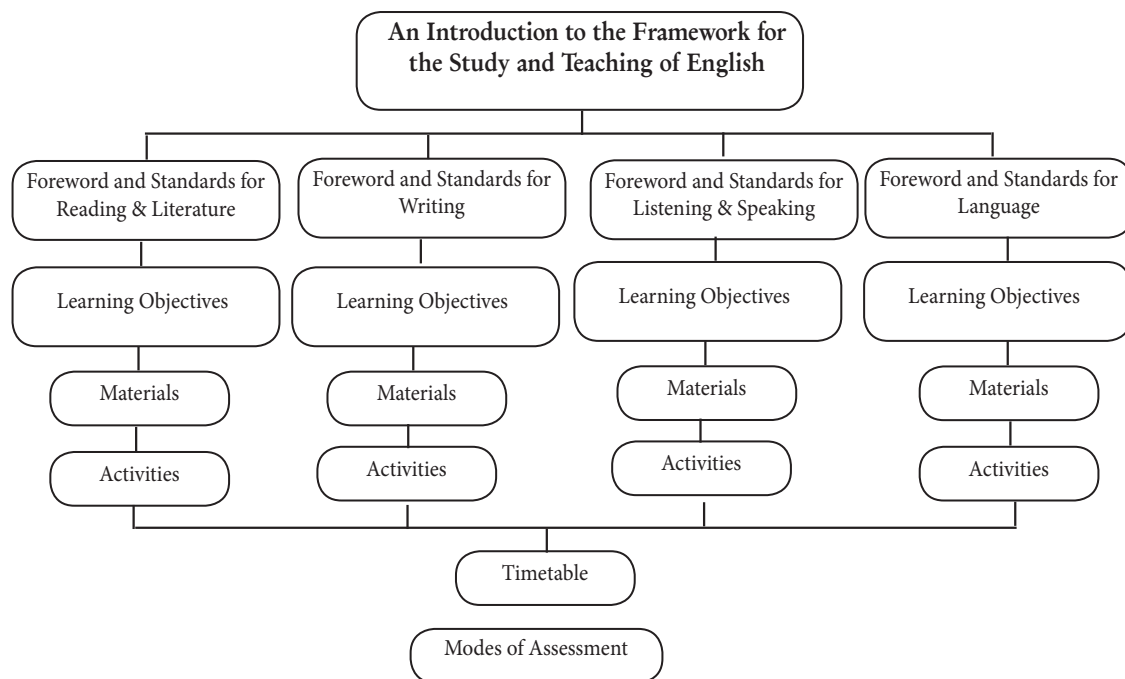 An Introduction to the Framework for
the Study and Teaching of English
Foreword and Standards for
Reading & Literature
Foreword and Standards for
Writing
Foreword and Standards for
Listening & Speaking
Foreword and Standards for
Language
Learning Objectives
Learning Objectives
Learning Objectives
Learning Objectives
Materials
Materials
Materials
Materials
Activities
Activities
Activities
Activities
Timetable
Modes of Assessment